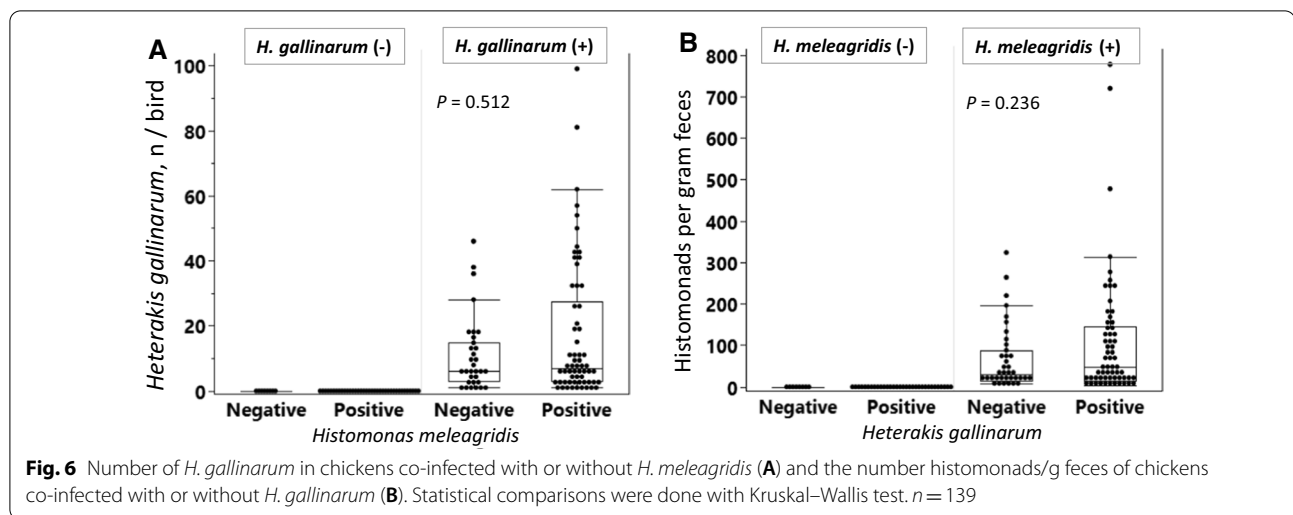 A
H. gallinarum (-)
H. gallinarum (+)
Heterakis gallinarum, n / bird
100
80
60
40
20
0
P = 0.512
Negative
Positive
Negative
Positive
Histomonas meleagridis
B
H. meleagridis (-)
H. meleagridis (+)
Histomonads per gram feces
800
700
600
500
400
300
200
100
0
P = 0.236
Negative
Positive
Negative
Positive
Heterakis gallinarum
Fig. 6 Number of H. gallinarum in chickens co-infected with or without H. meleagridis (A) and the number histomonads/g feces of chickens
co-infected with or without H. gallinarum (B). Statistical comparisons were done with Kruskal–Wallis test. n = 139